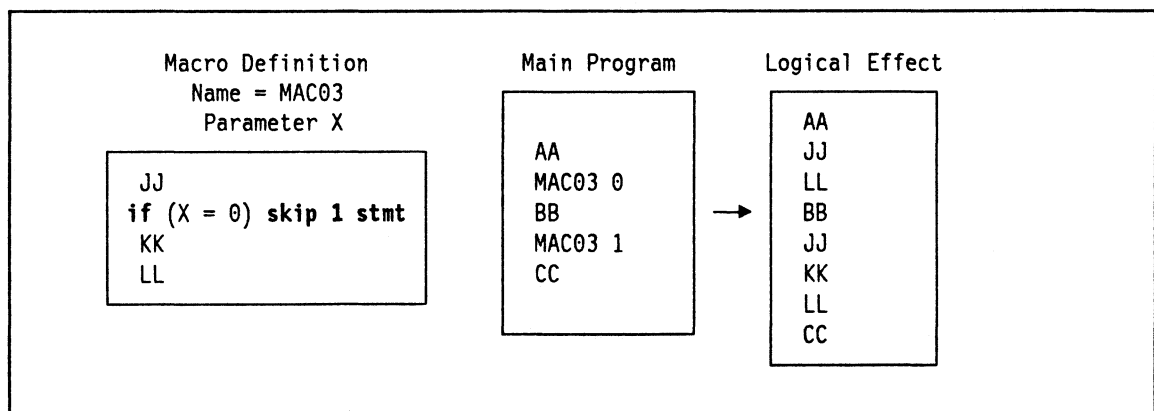 Macro Definition
Name = MAC03
Parameter X
JJ
if (X = 0) skip 1 stmt
KK
LL
Main Program
AA
MAC03 0
BB
MAC03 1
CC
Logical Effect
AA
JJ
LL
BB
JJ
KK
LL
CC